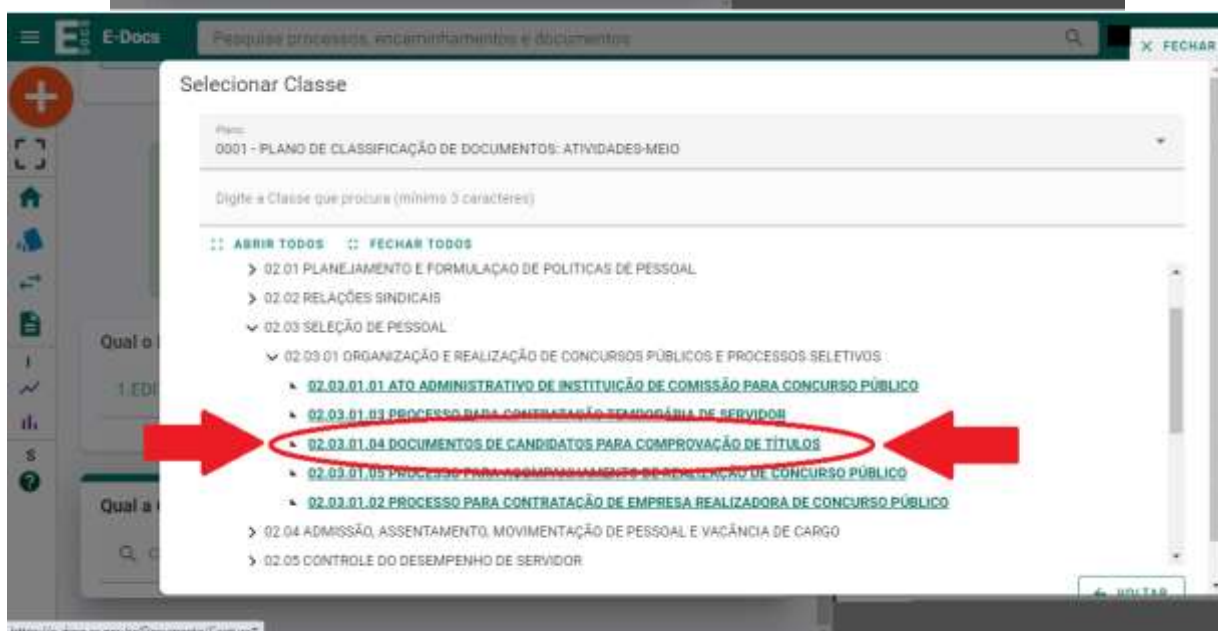 E-Docs
Pesquise processos, encaminhamentos e documentos
FECHAR
Selecionar Classe
Plano
0001 - PLANO DE CLASSIFICAÇÃO DE DOCUMENTOS: ATIVIDADES-MEIO
Digite a Classe que procura (mínimo 3 caracteres)
ABRIR TODOS FECHAR TODOS
02.01 PLANEJAMENTO E FORMULAÇÃO DE POLITICAS DE PESSOAL
02.02 RELAÇÕES SINDICAIS
02.03 SELEÇÃO DE PESSOAL
Qual o
02.03.01 ORGANIZAÇÃO E REALIZAÇÃO DE CONCURSOS PÚBLICOS E PROCESSOS SELETIVOS
1.EDI
02.03.01.01 ATO ADMINISTRATIVO DE INSTITUIÇÃO DE COMISSÃO PARA CONCURSO PÚBLICO
02.03.01.03 PROCESSO PARA CONTRATAÇÃO TEMPORÁRIA DE SERVIDOR
02.03.01.04 DOCUMENTOS DE CANDIDATOS PARA COMPROVAÇÃO DE TÍTULOS
02.03.01.05 PROCESSO PARA ACOMPANHAMENTO DE REALIZAÇÃO DE CONCURSO PÚBLICO
Qual a
02.03.01.02 PROCESSO PARA CONTRATAÇÃO DE EMPRESA REALIZADORA DE CONCURSO PÚBLICO
02.04 ADMISSÃO, ASSENTAMENTO, MOVIMENTAÇÃO DE PESSOAL E VACÂNCIA DE CARGO
02.05 CONTROLE DO DESEMPENHO DE SERVIDOR
VOLTAR